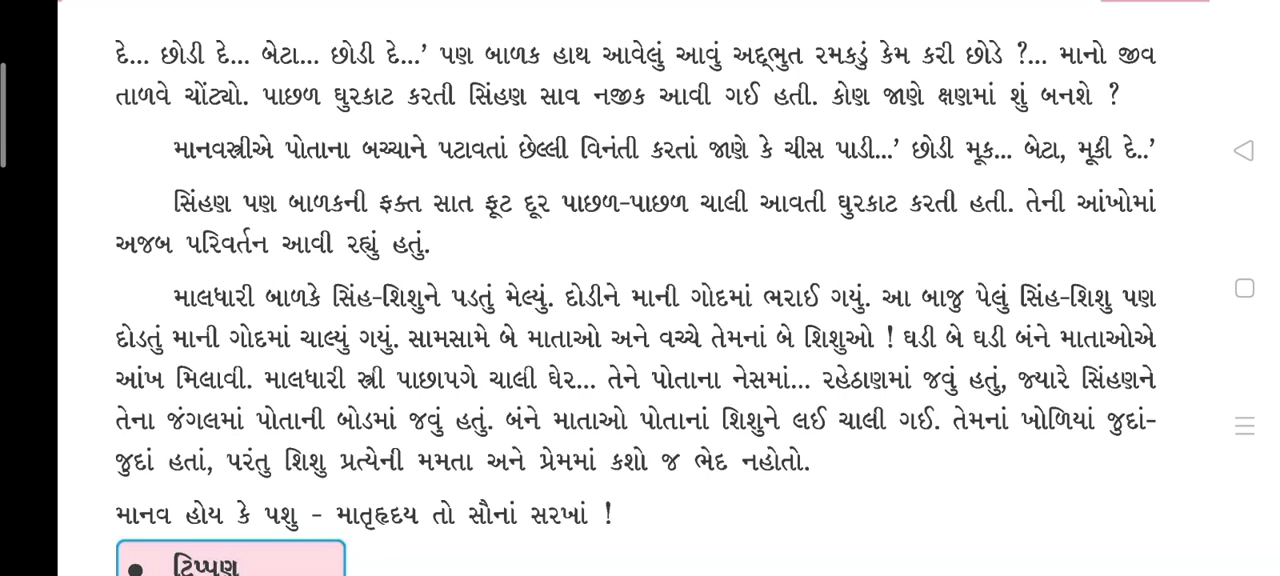 દે... છોડી દે... બેટા... છોડી દે...’ પણ બાળક હાથ આવેલું આવું અદ્ભુત રમકડું કેમ કરી છોડે ?... માનો જીવ
તાળવે ચોંટ્યો. પાછળ ઘુરકાટ કરતી સિંહણ સાવ નજીક આવી ગઈ હતી. કોણ જાણે ક્ષણમાં શું બનશે ?
માનવસ્ત્રીએ પોતાના બચ્ચાને પટાવતાં છેલ્લી વિનંતી કરતાં જાણે કે ચીસ પાડી...’ છોડી મૂક... બેટા, મૂકી દે..’
સિંહણ પણ બાળકની ફક્ત સાત ફૂટ દૂર પાછળ-પાછળ ચાલી આવતી ઘુરકાટ કરતી હતી. તેની આંખોમાં
અજબ પરિવર્તન આવી રહ્યું હતું.
માલધારી બાળકે સિંહ-શિશુને પડતું મેલ્યું. દોડીને માની ગોદમાં ભરાઈ ગયું. આ બાજુ પેલું સિંહ-શિશુ પણ
દોડતું માની ગોદમાં ચાલ્યું ગયું. સામસામે બે માતાઓ અને વચ્ચે તેમનાં બે શિશુઓ ! ઘડી બે ઘડી બંને માતાઓએ
આંખ મિલાવી. માલધારી સ્ત્રી પાછાપગે ચાલી ઘેર... તેને પોતાના નેસમાં... રહેઠાણમાં જવું હતું, જ્યારે સિંહણને
તેના જંગલમાં પોતાની બોડમાં જવું હતું. બંને માતાઓ પોતાનાં શિશુને લઈ ચાલી ગઈ. તેમનાં ખોળિયાં જુદાં-
જુદાં હતાં, પરંતુ શિશુ પ્રત્યેની મમતા અને પ્રેમમાં કશો જ ભેદ નહોતો.
માનવ હોય કે પશુ - માતૃહૃદય તો સૌનાં સરખાં !
● ટિપ્પણ